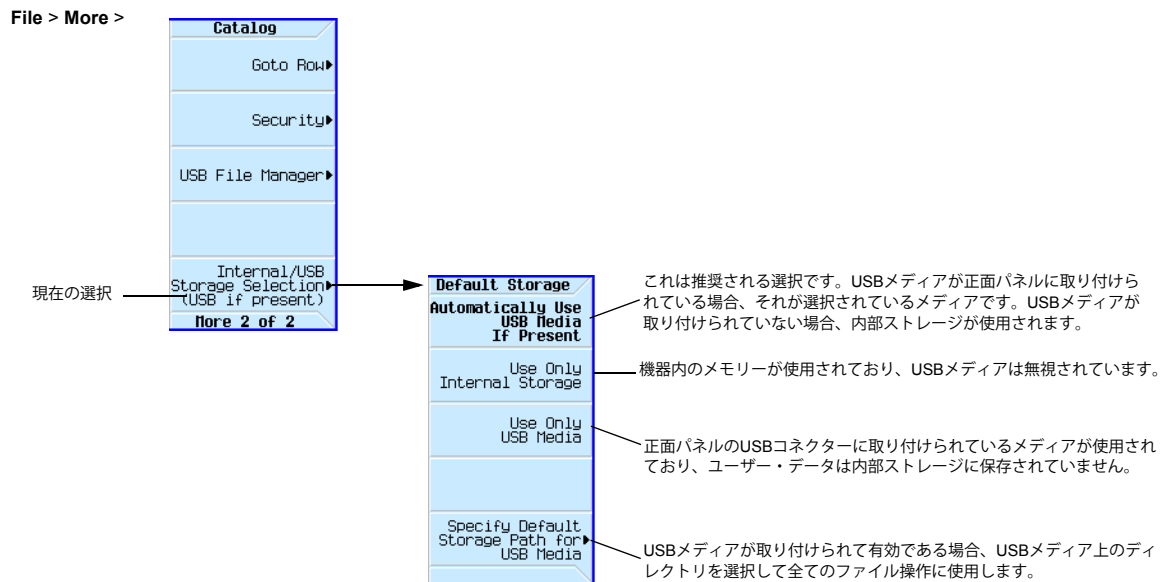 File > More >
Catalog
Goto Row
Security
USB File Manager
Internal/USB
Storage Selection
(USB if present)
More 2 of 2
現在の選択
Default Storage
Automatically Use
USB Media
If Present
Use Only
Internal Storage
Use Only
USB Media
Specify Default
Storage Path for
USB Media
これは推奨される選択です。USBメディアが正面パネルに取り付けら
れている場合、それが選択されているメディアです。USBメディアが
取り付けられていない場合、内部ストレージが使用されます。
機器内のメモリーが使用されており、USBメディアは無視されています。
正面パネルのUSBコネクターに取り付けられているメディアが使用され
ており、ユーザー・データは内部ストレージに保存されていません。
USBメディアが取り付けられて有効である場合、USBメディア上のディ
レクトリを選択して全てのファイル操作に使用します。